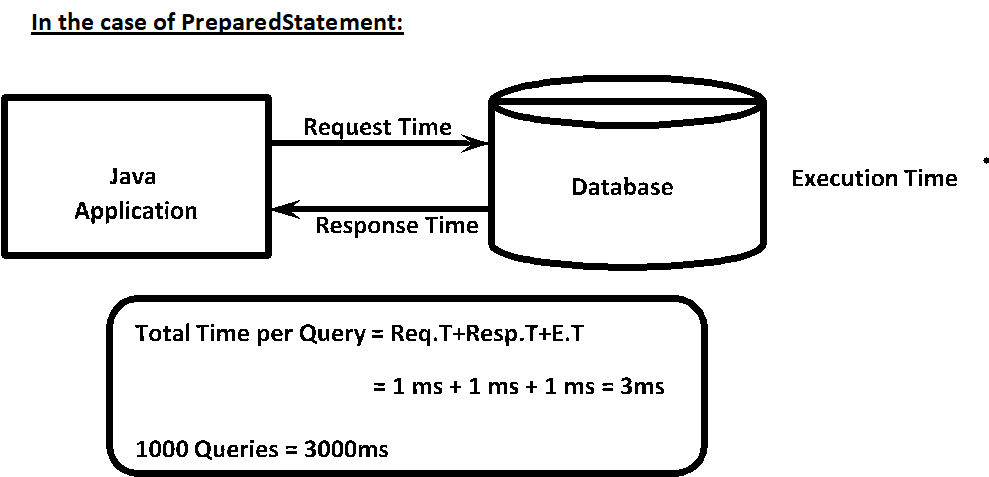 In the case of PreparedStatement:
Request Time
Java
Application
Database
Execution Time
Response Time
Total Time per Query = Req.T+Resp.T+E.T
= 1 ms + 1 ms + 1 ms = 3ms
1000 Queries = 3000ms